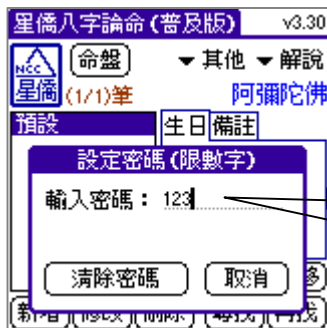 星僑八字論命(普及版) v3.30
NCC 命盤 ▼其他 ▼解說
星僑 (1/1)筆 阿彌陀佛
預設 生日 備註
設定密碼(限數字)
輸入密碼：123
清除密碼 取消